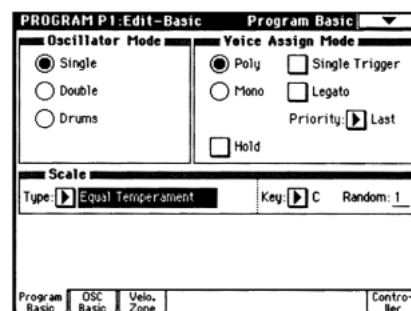 PROGRAM P1:Edit-Basic Program Basic
Oscillator Mode
Single
Double
Drums
Voice Assign Mode
Poly Single Trigger
Mono Legato
Priority: Last
Hold
Scale
Type: Equal Temperament Key: C Random: 1
Program Basic
OSC Basic
Velo. Zone
Contro-ller